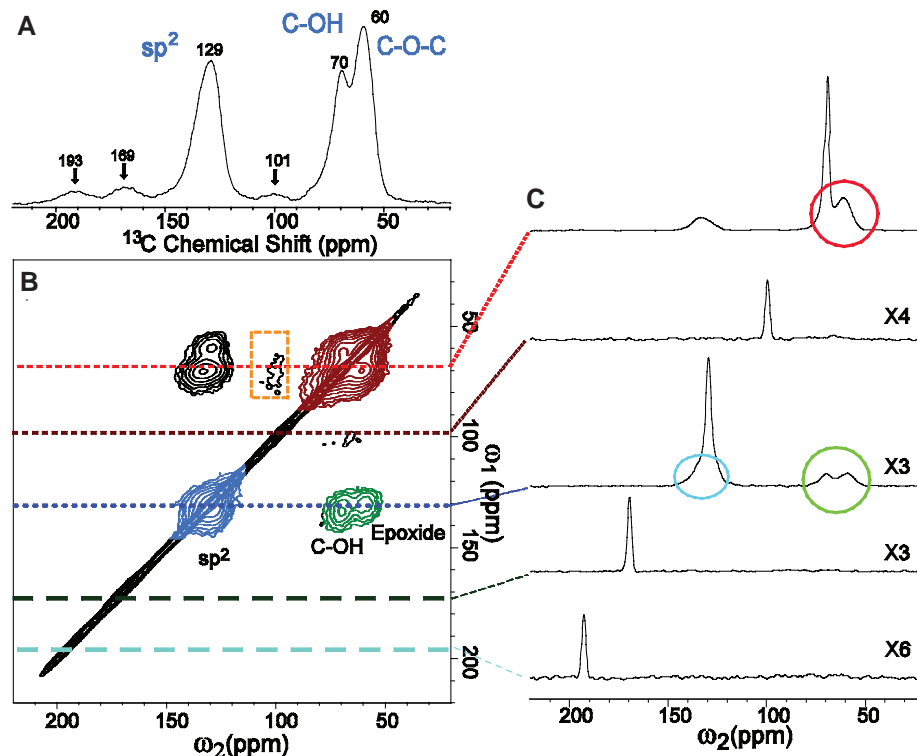 A
sp²
C-OH
60
C-O-C
129
70
193
169
101
200
150
100
50
¹³C Chemical Shift (ppm)
B
50
100
150
200
ω₁ (ppm)
sp²
C-OH
Epoxide
200
150
100
50
ω₂(ppm)
C
X4
X3
X3
X6
200
150
100
50
ω₂(ppm)